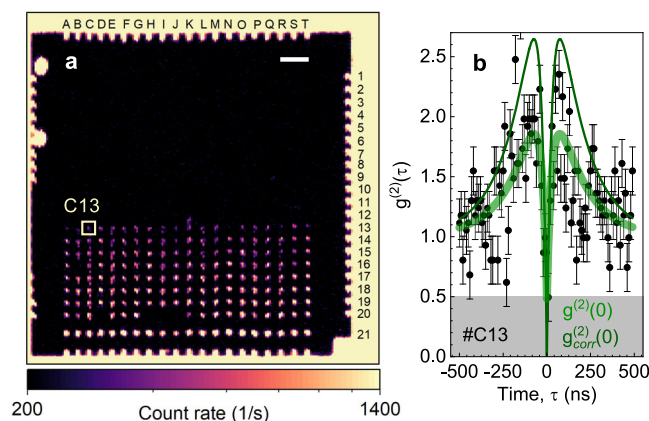 A B C D E F G H I J K L M N O P Q R S T
a
1
2
3
4
5
6
7
8
9
10
11
12
13
14
15
16
17
18
19
20
21
C13
200
1400
Count rate (1/s)
b
2.5
2.0
1.5
1.0
0.5
0.0
g(2)(τ)
g(2)(0)
#C13
g(2)corr(0)
-500 -250 0 250 500
Time, τ (ns)